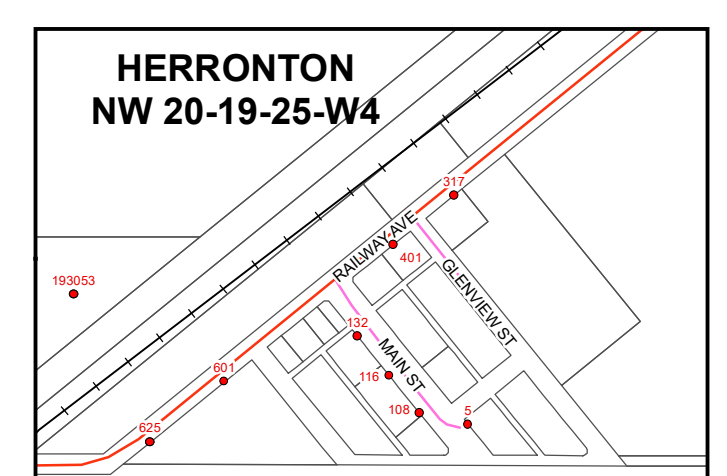 HERRONTON
NW 20-19-25-W4
317
RAILWAY AVE
401
GLENVIEW ST
193053
132
MAIN ST
116
601
108
5
625